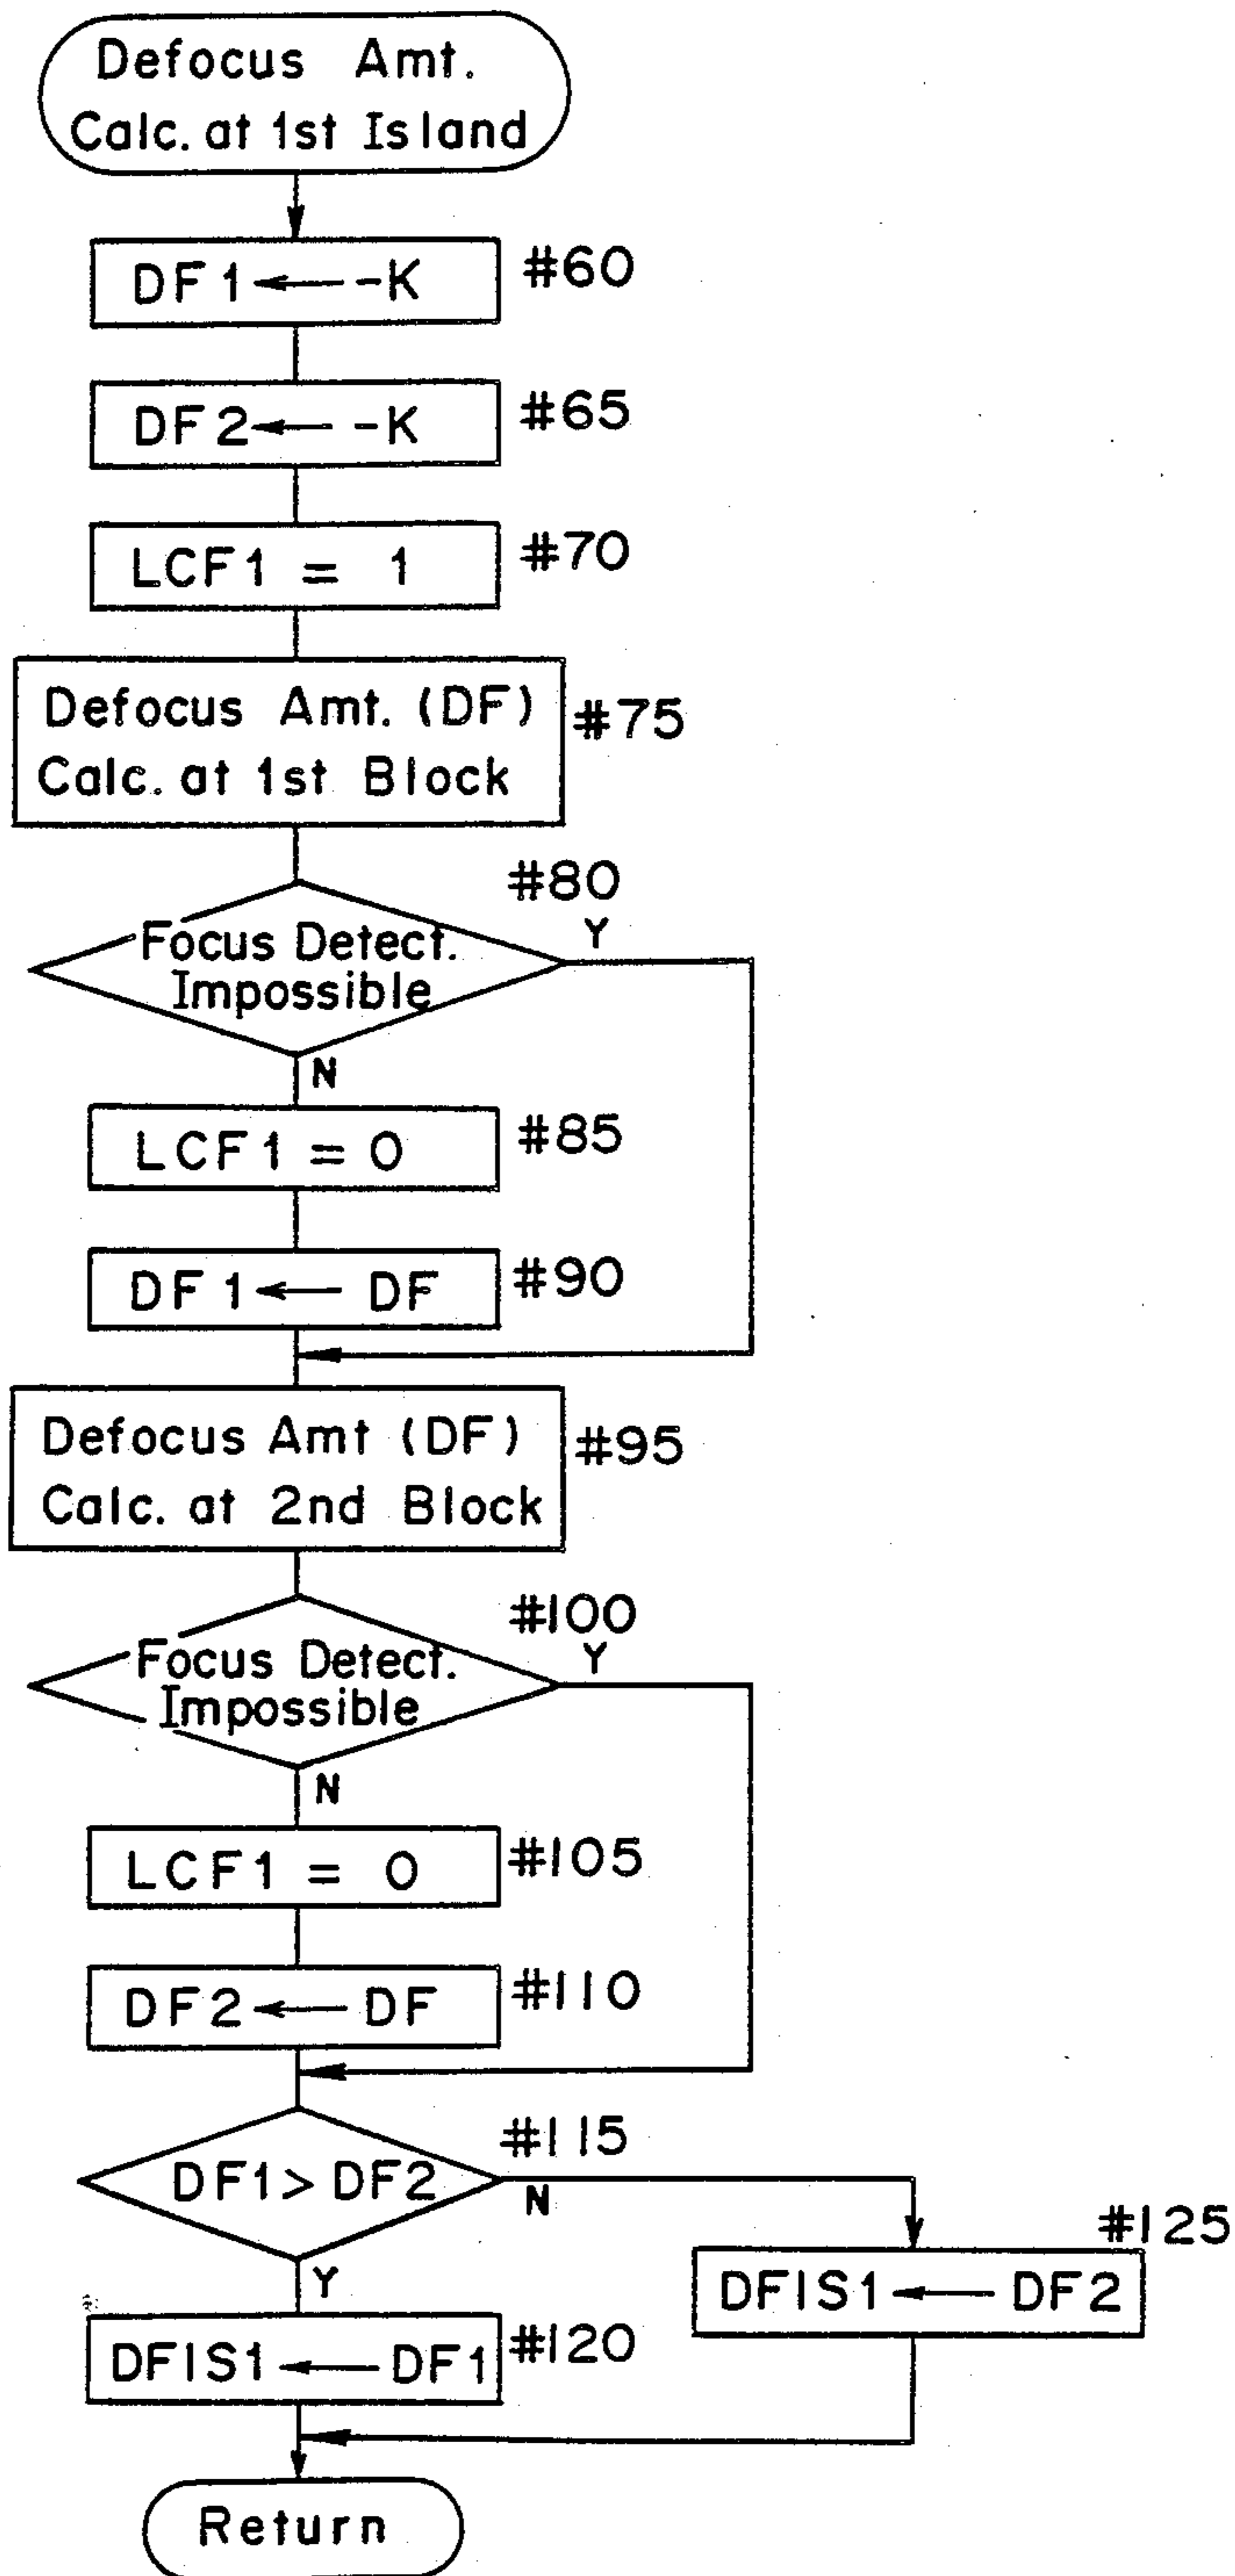 Defocus Amt.
Calc. at 1st Island
DF1 ← -K #60
DF2 ← -K #65
LCF1 = 1 #70
Defocus Amt. (DF) #75
Calc. at 1st Block
#80
Focus Detect. Y
Impossible
N
LCF1 = 0 #85
DF1 ← DF #90
Defocus Amt (DF) #95
Calc. at 2nd Block
#100
Focus Detect. Y
Impossible
N
LCF1 = 0 #105
DF2 ← DF #110
#115
DF1 > DF2 N
Y
#125
DFIS1 ← DF2
DFIS1 ← DF1 #120
Return